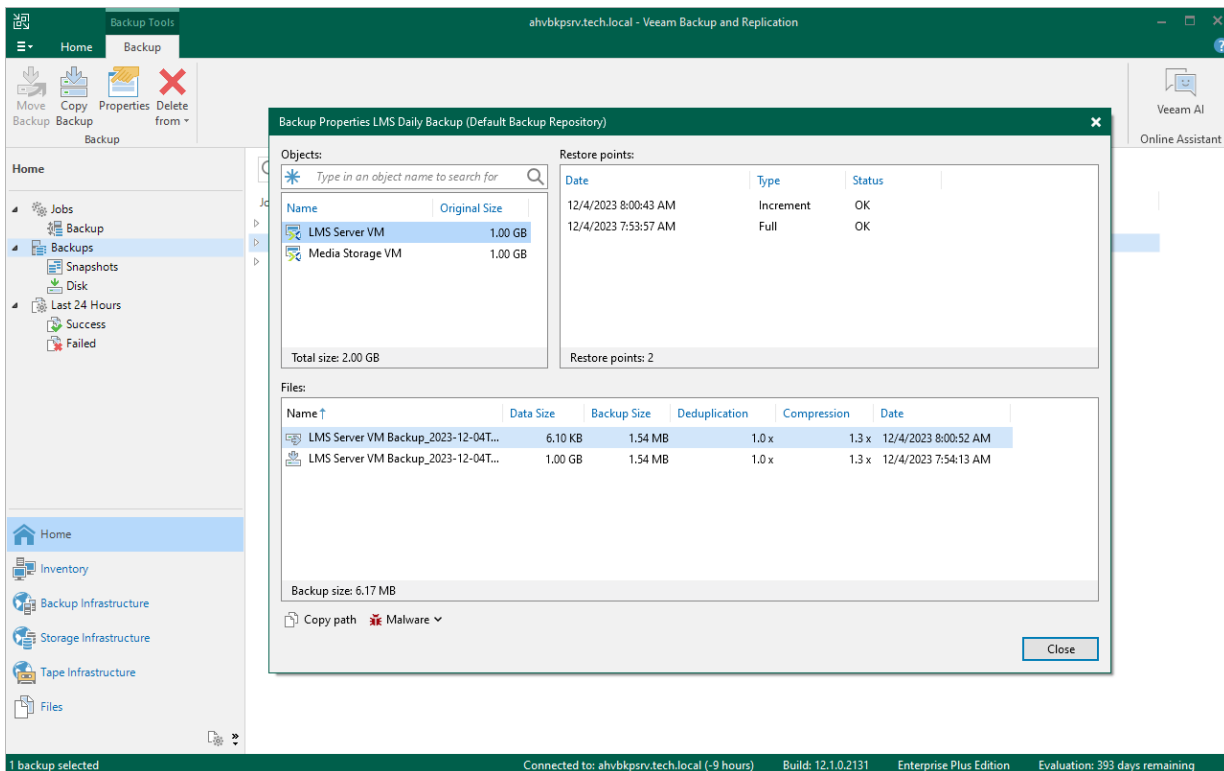 Backup Tools
ahvbkpsrv.tech.local - Veeam Backup and Replication
Home Backup
Move Backup
Copy Backup
Properties
Delete from
Backup
Veeam AI
Online Assistant
Home
Jobs
Backup
Backups
Snapshots
Disk
Last 24 Hours
Success
Failed
Home
Inventory
Backup Infrastructure
Storage Infrastructure
Tape Infrastructure
Files
Backup Properties LMS Daily Backup (Default Backup Repository)
Objects:
Type in an object name to search for
Name Original Size
LMS Server VM 1.00 GB
Media Storage VM 1.00 GB
Total size: 2.00 GB
Restore points:
Date Type Status
12/4/2023 8:00:43 AM Increment OK
12/4/2023 7:53:57 AM Full OK
Restore points: 2
Files:
Name Data Size Backup Size Deduplication Compression Date
LMS Server VM Backup_2023-12-04T... 6.10 KB 1.54 MB 1.0 x 1.3 x 12/4/2023 8:00:52 AM
LMS Server VM Backup_2023-12-04T... 1.00 GB 1.54 MB 1.0 x 1.3 x 12/4/2023 7:54:13 AM
Backup size: 6.17 MB
Copy path Malware
Close
1 backup selected
Connected to: ahvbkpsrv.tech.local (-9 hours) Build: 12.1.0.2131 Enterprise Plus Edition Evaluation: 393 days remaining